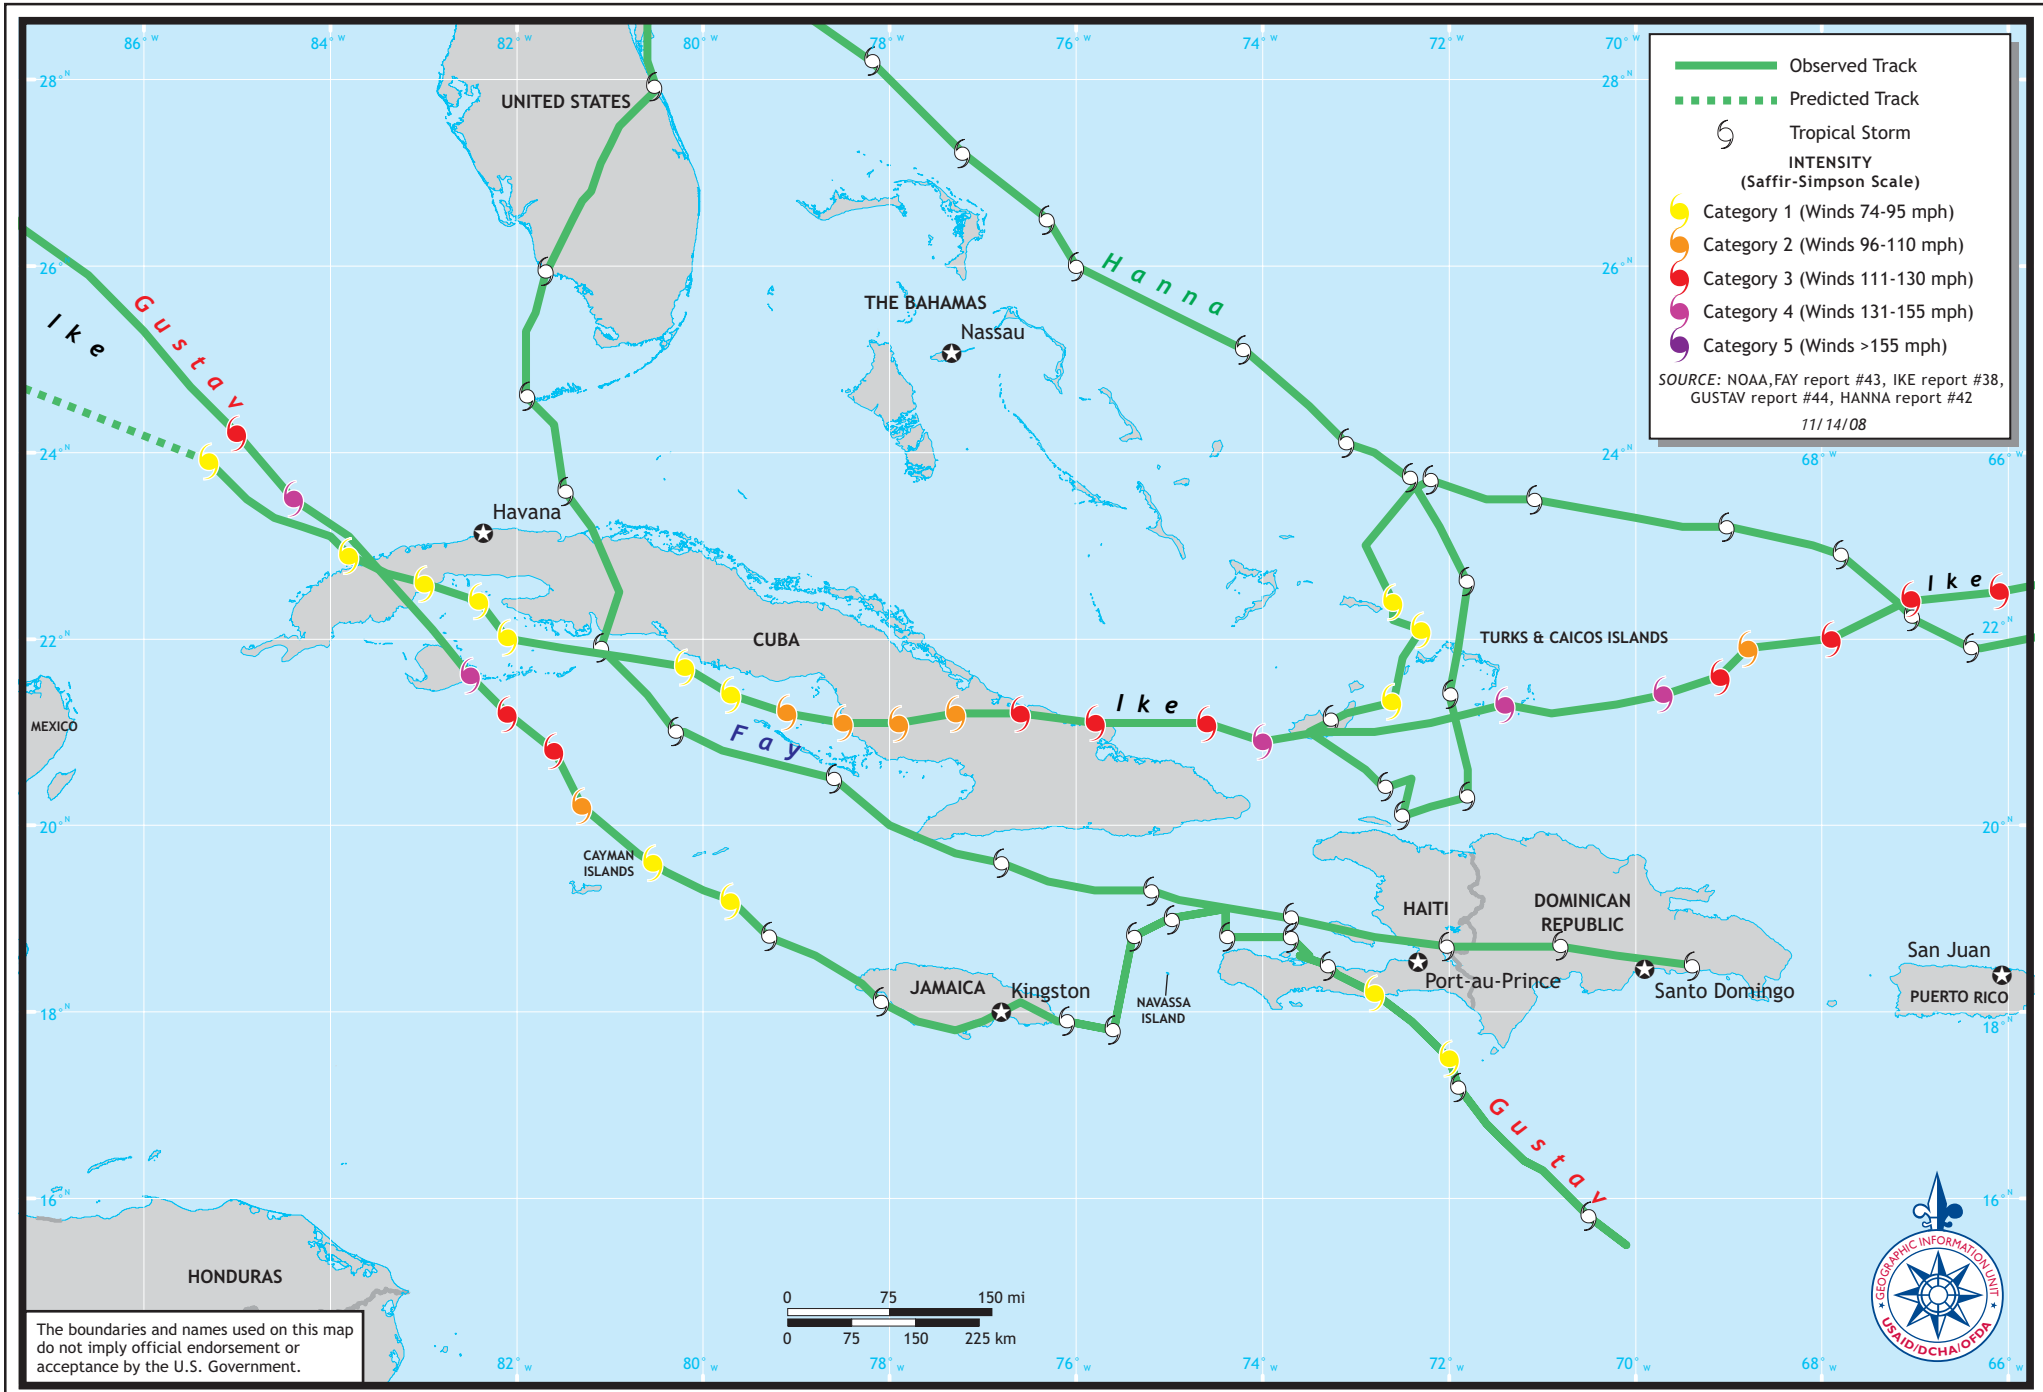 86°W 84°W 82°W 80°W 78°W 76°W 74°W 72°W 70°W
28°N
28°N
26°N
26°N
24°N
24°N
22°N
22°N
20°N
20°N
18°N
18°N
16°N
16°N
68°W 66°W
82°W 80°W 78°W 76°W 74°W 72°W 70°W 68°W 66°W
Observed Track
Predicted Track
Tropical Storm
INTENSITY
(Saffir-Simpson Scale)
Category 1 (Winds 74-95 mph)
Category 2 (Winds 96-110 mph)
Category 3 (Winds 111-130 mph)
Category 4 (Winds 131-155 mph)
Category 5 (Winds >155 mph)
SOURCE: NOAA,FAY report #43, IKE report #38,
GUSTAV report #44, HANNA report #42
11/14/08
UNITED STATES
Hanna
THE BAHAMAS
Nassau
Gustav
Ike
Havana
CUBA
TURKS & CAICOS ISLANDS
Ike
Ike
Fay
MEXICO
CAYMAN
ISLANDS
HAITI
DOMINICAN
REPUBLIC
Port-au-Prince
Santo Domingo
San Juan
PUERTO RICO
JAMAICA
Kingston
NAVASSA
ISLAND
Gustav
HONDURAS
0 75 150 mi
0 75 150 225 km
The boundaries and names used on this map
do not imply official endorsement or
acceptance by the U.S. Government.
GEOGRAPHIC INFORMATION UNIT
USAID/DCHA/OFDA